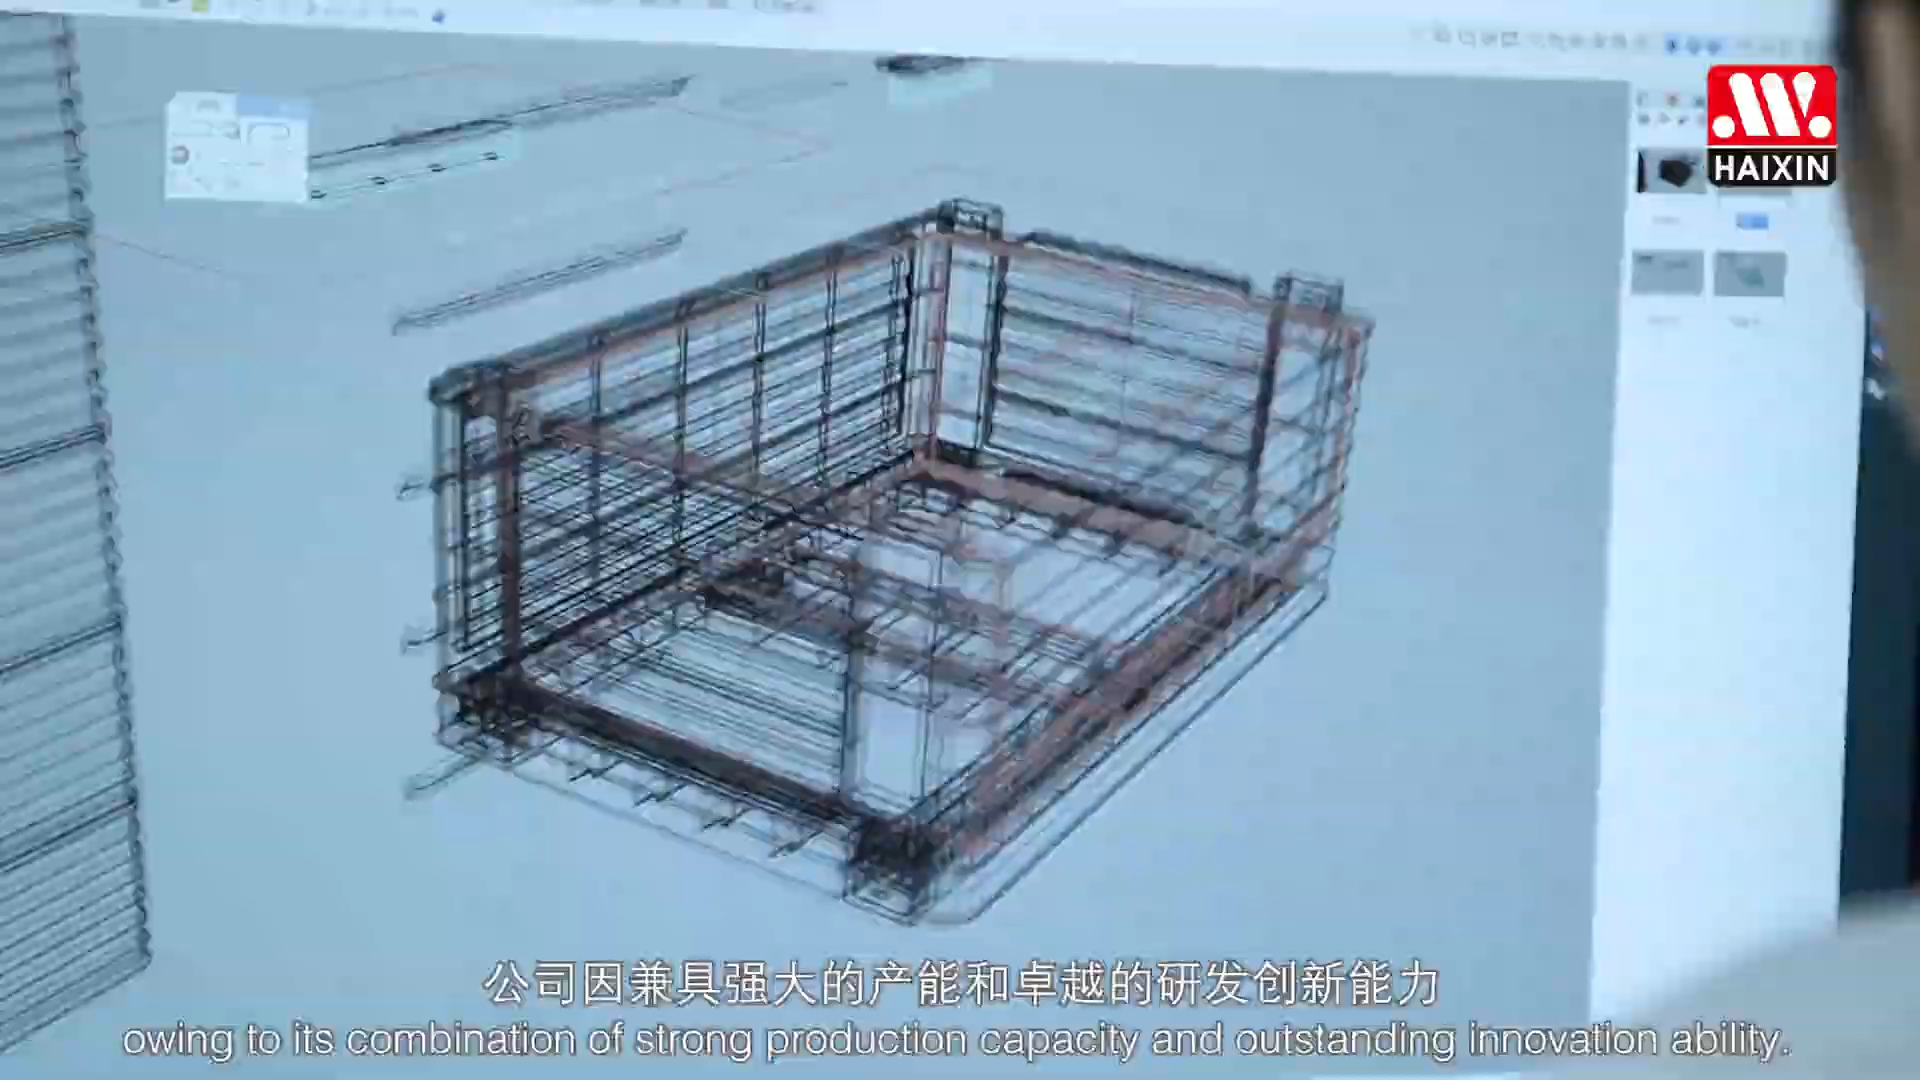 HAIXIN
公司因兼具强大的产能和卓越的研发创新能力
owing to its combination of strong production capacity and outstanding innovation ability.